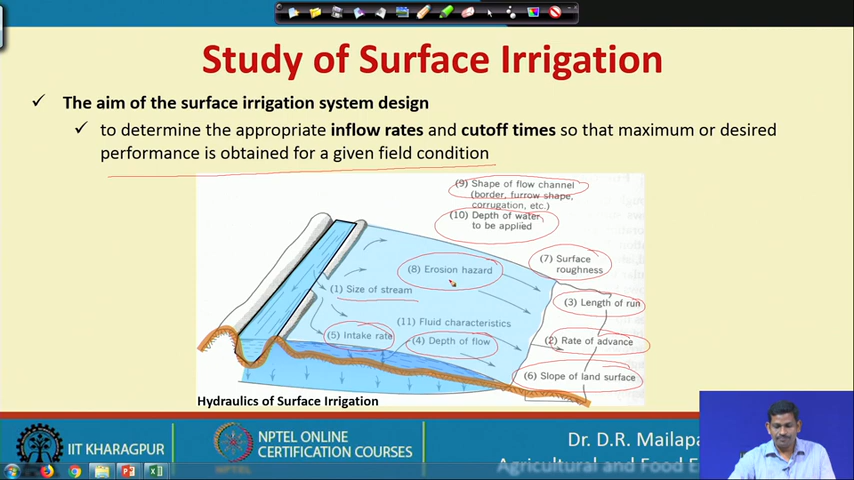 Study of Surface Irrigation
✓ The aim of the surface irrigation system design
✓ to determine the appropriate inflow rates and cutoff times so that maximum or desired
performance is obtained for a given field condition
(9) Shape of flow channel
(border, furrow shape,
corrugation, etc.)
(10) Depth of water
to be applied
(7) Surface
roughness
(8) Erosion hazard
(1) Size of stream
(3) Length of run
(11) Fluid characteristics
(5) Intake rate
(4) Depth of flow
(2) Rate of advance
(6) Slope of land surface
Hydraulics of Surface Irrigation
IIT KHARAGPUR
NPTEL ONLINE
CERTIFICATION COURSES
Dr. D.R. Mailapa
Agricultural and Food E